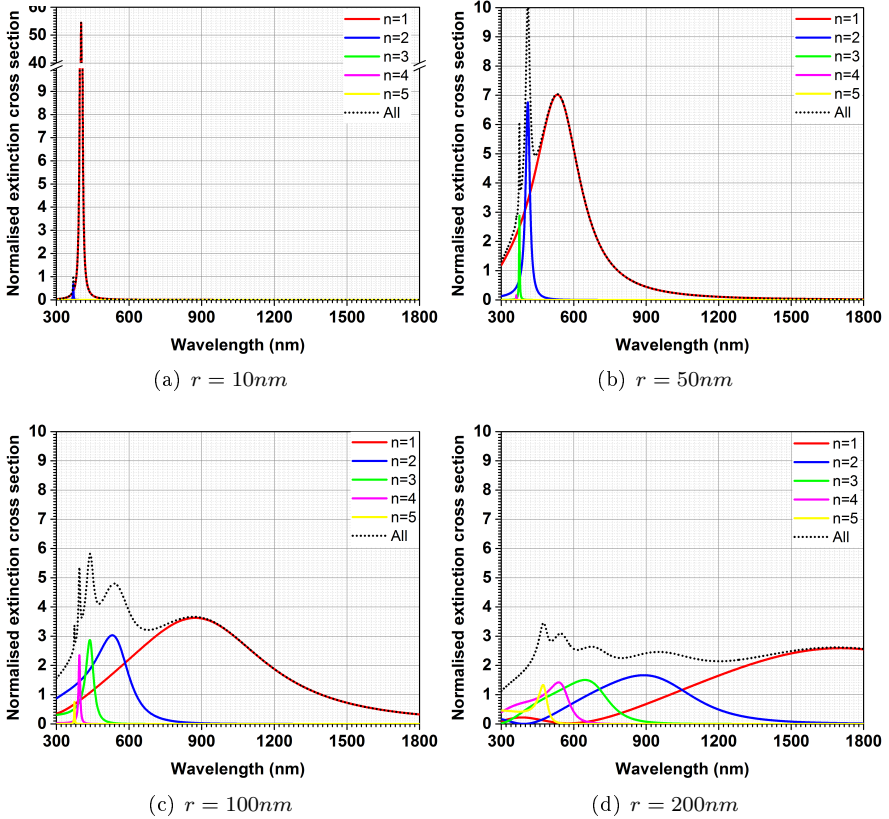 Normalised extinction cross section
60
50
40
9
8
7
6
5
4
3
2
1
0
n=1
n=2
n=3
n=4
n=5
All
300 600 900 1200 1500 1800
Wavelength (nm)
(a) r = 10nm
Normalised extinction cross section
10
9
8
7
6
5
4
3
2
1
0
n=1
n=2
n=3
n=4
n=5
All
300 600 900 1200 1500 1800
Wavelength (nm)
(b) r = 50nm
Normalised extinction cross section
10
9
8
7
6
5
4
3
2
1
0
n=1
n=2
n=3
n=4
n=5
All
300 600 900 1200 1500 1800
Wavelength (nm)
(c) r = 100nm
Normalised extinction cross section
10
9
8
7
6
5
4
3
2
1
0
n=1
n=2
n=3
n=4
n=5
All
300 600 900 1200 1500 1800
Wavelength (nm)
(d) r = 200nm